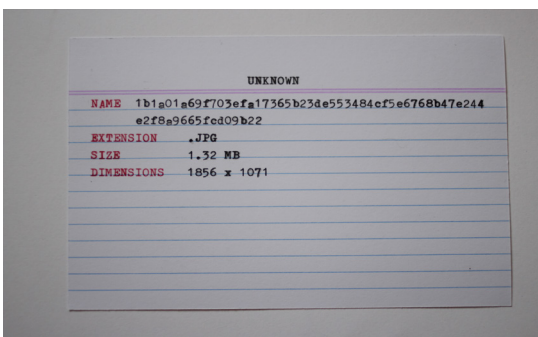 UNKNOWN
NAME 1b1a01a69f703efa17365b23de553484cf5e6768b47e244
e2f8a9665fcd09b22
EXTENSION .JPG
SIZE 1.32 MB
DIMENSIONS 1856 x 1071